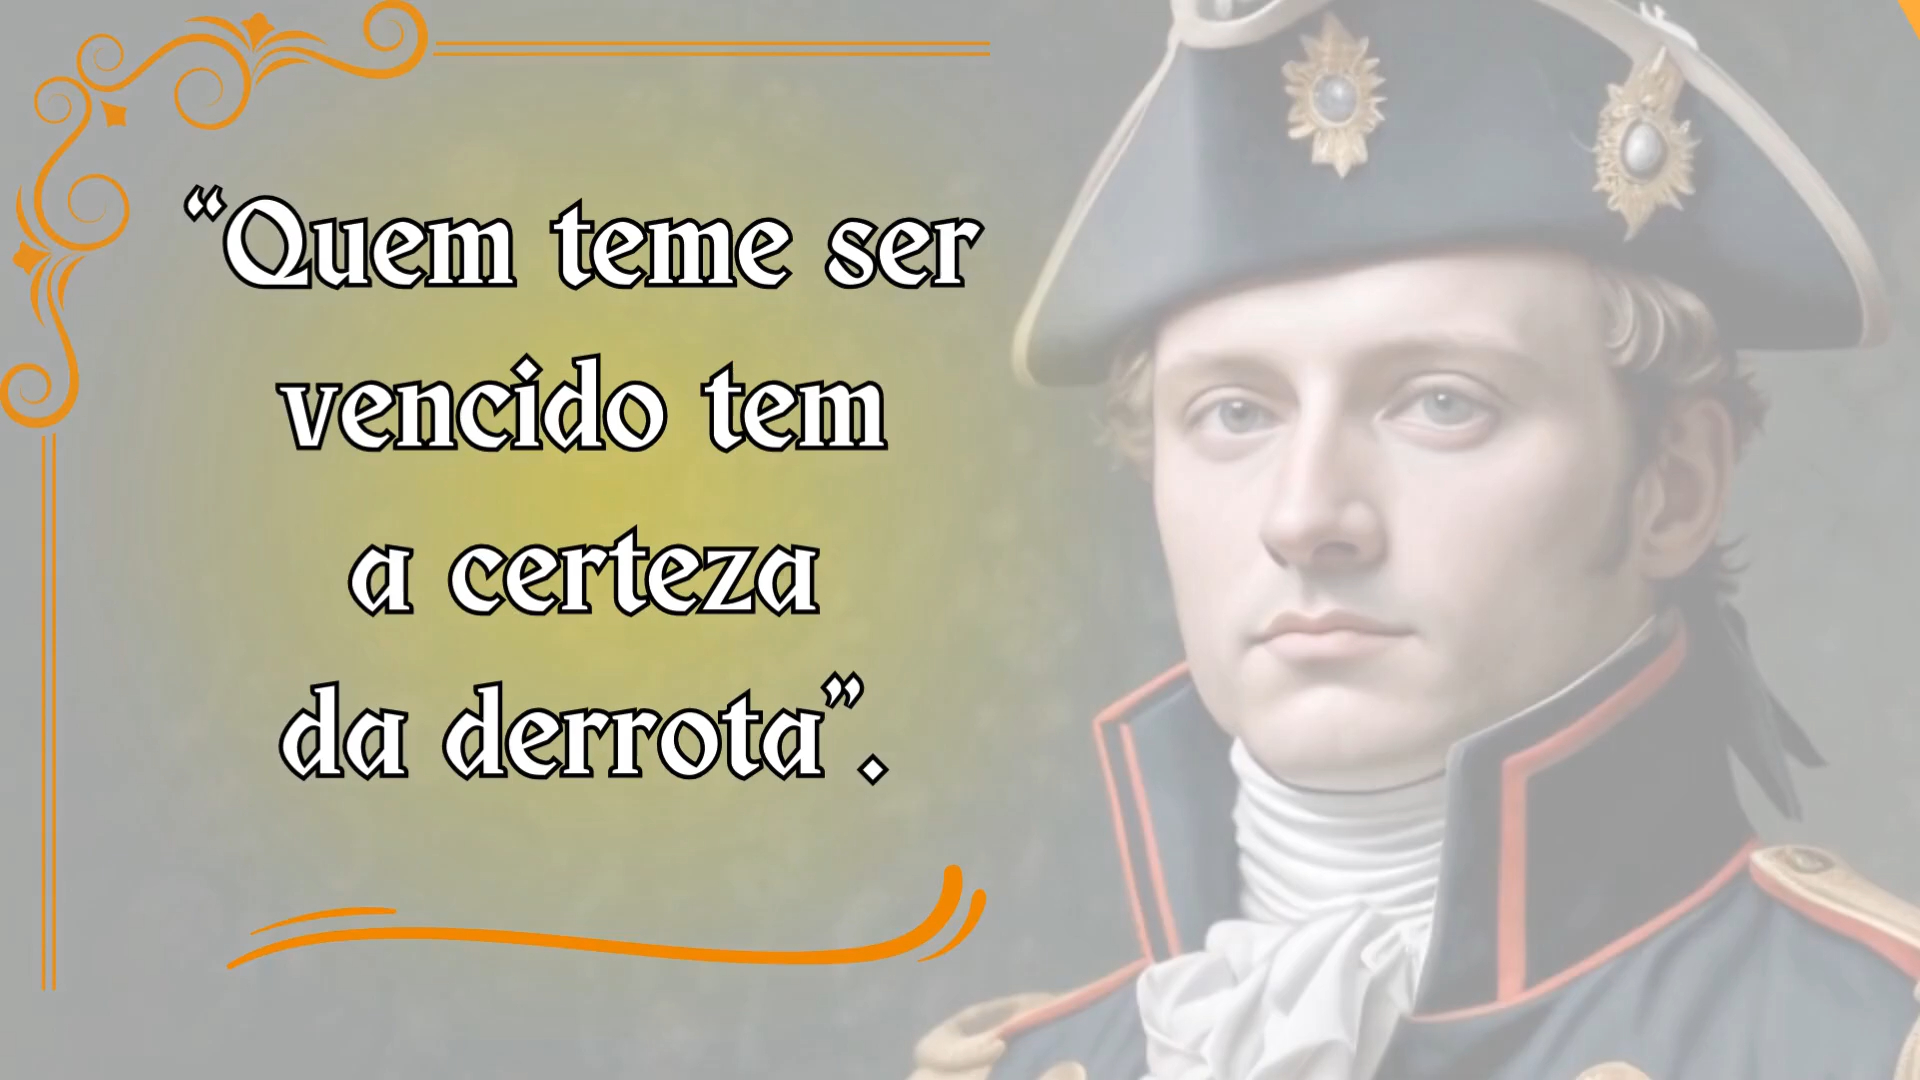 “Quem teme ser
vencido tem
a certeza
da derrota”.